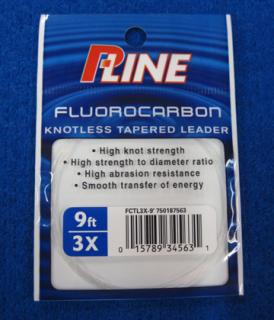 P-LINE
FLUOROCARBON
KNOTLESS TAPERED LEADER
• High knot strength
• High strength to diameter ratio
• High abrasion resistance
• Smooth transfer of energy
9ft
3X
FCTL3X-9' 750187563
0 15789 34563 1